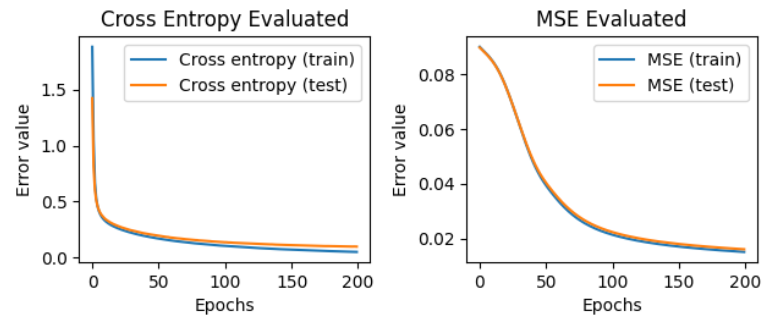 Cross Entropy Evaluated
Cross entropy (train)
Cross entropy (test)
Error value
1.5
1.0
0.5
0.0
0 50 100 150 200
Epochs
MSE Evaluated
MSE (train)
MSE (test)
Error value
0.08
0.06
0.04
0.02
0 50 100 150 200
Epochs